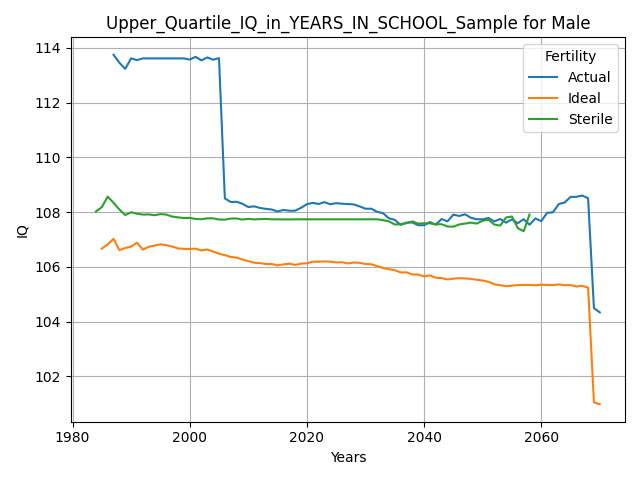 Upper_Quartile_IQ_in_YEARS_IN_SCHOOL_Sample for Male
114
112
110
108
106
104
102
IQ
Fertility
Actual
Ideal
Sterile
1980
2000
2020
2040
2060
Years